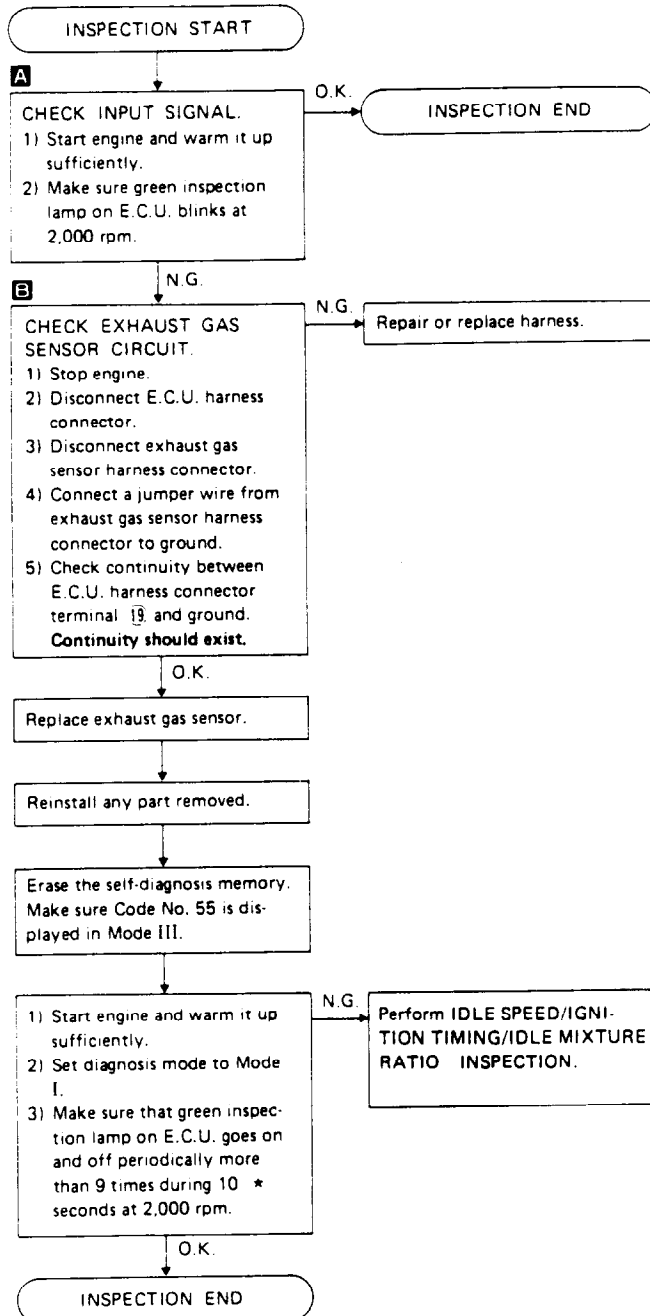 INSPECTION START
A
CHECK INPUT SIGNAL.
1) Start engine and warm it up
sufficiently.
2) Make sure green inspection
lamp on E.C.U. blinks at
2,000 rpm.
O.K.
INSPECTION END
N.G.
B
CHECK EXHAUST GAS
SENSOR CIRCUIT.
1) Stop engine.
2) Disconnect E.C.U. harness
connector.
3) Disconnect exhaust gas
sensor harness connector.
4) Connect a jumper wire from
exhaust gas sensor harness
connector to ground.
5) Check continuity between
E.C.U. harness connector
terminal 19 and ground.
Continuity should exist.
N.G.
Repair or replace harness.
O.K.
Replace exhaust gas sensor.
Reinstall any part removed.
Erase the self-diagnosis memory.
Make sure Code No. 55 is dis-
played in Mode III.
1) Start engine and warm it up
sufficiently.
2) Set diagnosis mode to Mode
I.
3) Make sure that green inspec-
tion lamp on E.C.U. goes on
and off periodically more
than 9 times during 10 *
seconds at 2,000 rpm.
N.G.
Perform IDLE SPEED/IGNI-
TION TIMING/IDLE MIXTURE
RATIO INSPECTION.
O.K.
INSPECTION END